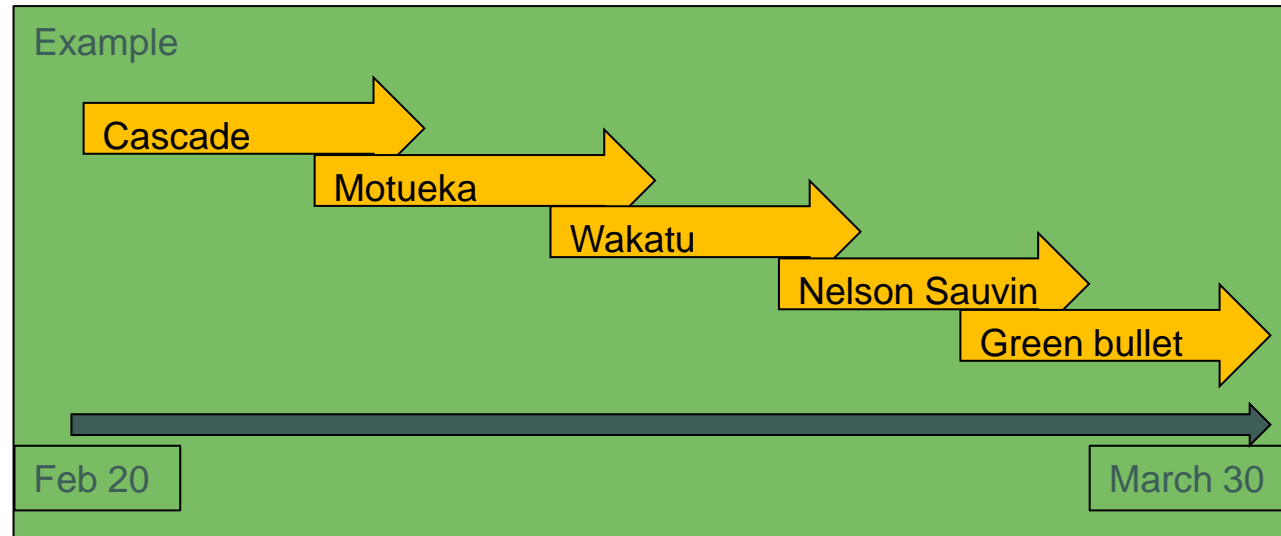 Example
Cascade
Motueka
Wakatu
Nelson Sauvin
Green bullet
Feb 20
March 30